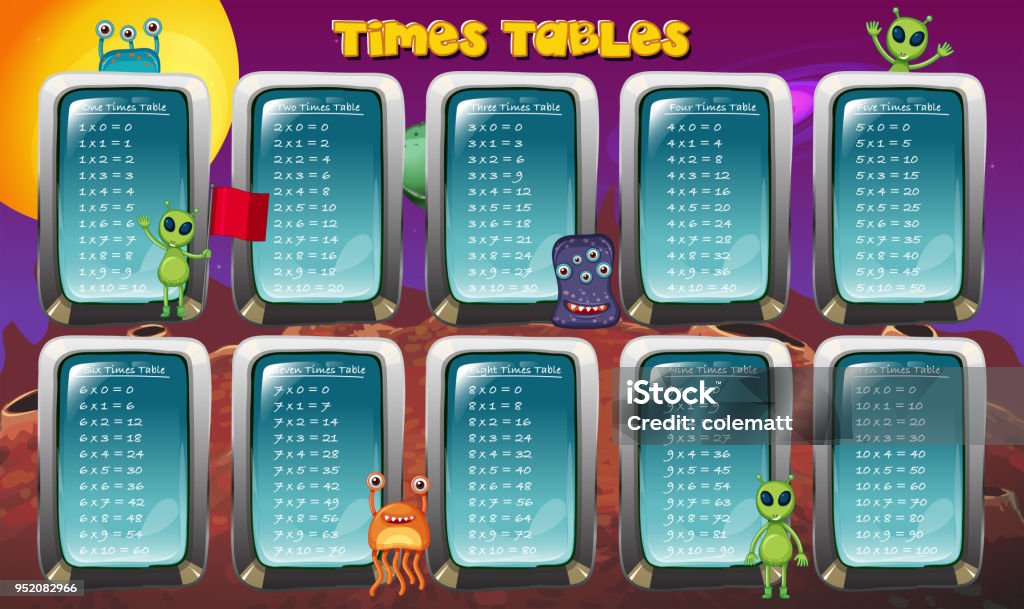 Times Tables
One Times Table
1 x 0 = 0
1 x 1 = 1
1 x 2 = 2
1 x 3 = 3
1 x 4 = 4
1 x 5 = 5
1 x 6 = 6
1 x 7 = 7
1 x 8 = 8
1 x 9 = 9
1 x 10 = 10
Two Times Table
2 x 0 = 0
2 x 1 = 2
2 x 2 = 4
2 x 3 = 6
2 x 4 = 8
2 x 5 = 10
2 x 6 = 12
2 x 7 = 14
2 x 8 = 16
2 x 9 = 18
2 x 10 = 20
Three Times Table
3 x 0 = 0
3 x 1 = 3
3 x 2 = 6
3 x 3 = 9
3 x 4 = 12
3 x 5 = 15
3 x 6 = 18
3 x 7 = 21
3 x 8 = 24
3 x 9 = 27
3 x 10 = 30
Four Times Table
4 x 0 = 0
4 x 1 = 4
4 x 2 = 8
4 x 3 = 12
4 x 4 = 16
4 x 5 = 20
4 x 6 = 24
4 x 7 = 28
4 x 8 = 32
4 x 9 = 36
4 x 10 = 40
Five Times Table
5 x 0 = 0
5 x 1 = 5
5 x 2 = 10
5 x 3 = 15
5 x 4 = 20
5 x 5 = 25
5 x 6 = 30
5 x 7 = 35
5 x 8 = 40
5 x 9 = 45
5 x 10 = 50
Six Times Table
6 x 0 = 0
6 x 1 = 6
6 x 2 = 12
6 x 3 = 18
6 x 4 = 24
6 x 5 = 30
6 x 6 = 36
6 x 7 = 42
6 x 8 = 48
6 x 9 = 54
6 x 10 = 60
Seven Times Table
7 x 0 = 0
7 x 1 = 7
7 x 2 = 14
7 x 3 = 21
7 x 4 = 28
7 x 5 = 35
7 x 6 = 42
7 x 7 = 49
7 x 8 = 56
7 x 9 = 63
7 x 10 = 70
Eight Times Table
8 x 0 = 0
8 x 1 = 8
8 x 2 = 16
8 x 3 = 24
8 x 4 = 32
8 x 5 = 40
8 x 6 = 48
8 x 7 = 56
8 x 8 = 64
8 x 9 = 72
8 x 10 = 80
Nine Times Table
9 x 1 = 9
9 x 3 = 27
9 x 4 = 36
9 x 5 = 45
9 x 6 = 54
9 x 7 = 63
9 x 8 = 72
9 x 9 = 81
9 x 10 = 90
Ten Times Table
10 x 0 = 0
10 x 1 = 10
10 x 2 = 20
10 x 3 = 30
10 x 4 = 40
10 x 5 = 50
10 x 6 = 60
10 x 7 = 70
10 x 8 = 80
10 x 9 = 90
10 x 10 = 100
iStock™
Credit: colematt
952082966